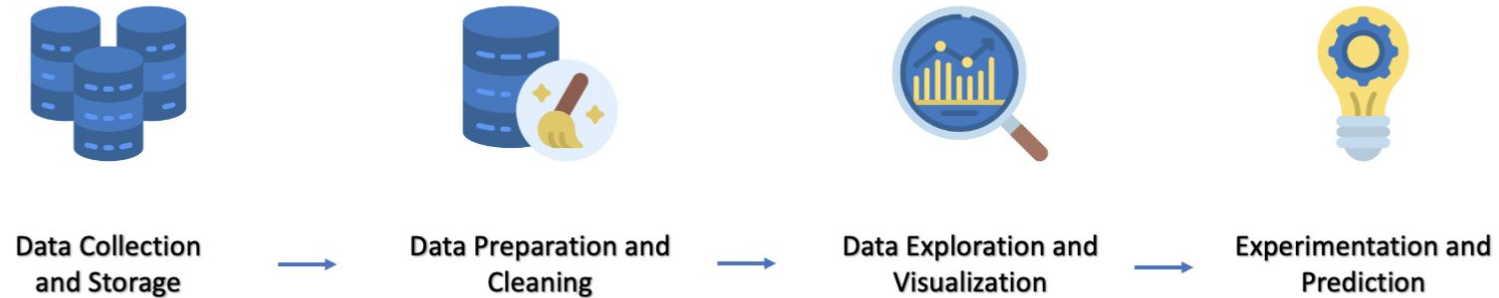 Data Collection
and Storage
Data Preparation and
Cleaning
Data Exploration and
Visualization
Experimentation and
Prediction